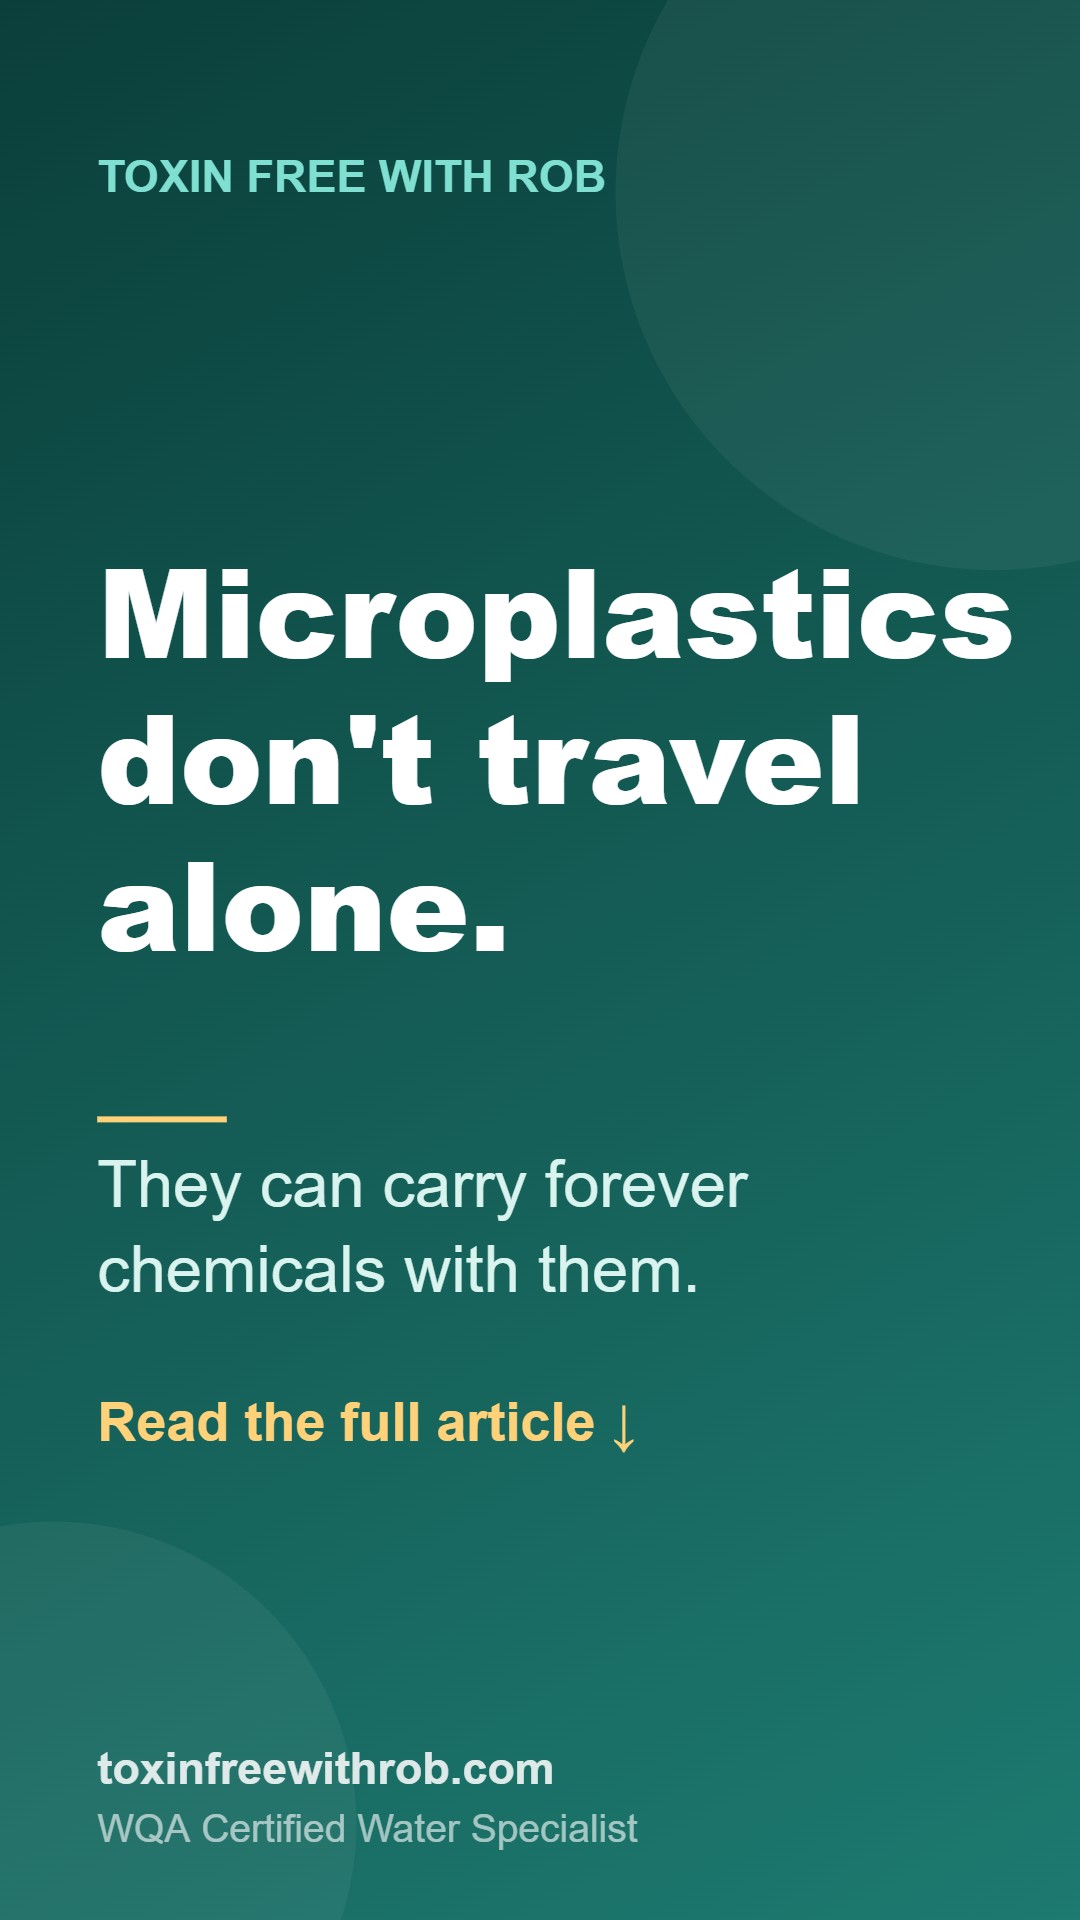 TOXIN FREE WITH ROB
Microplastics
don't travel
alone.
They can carry forever
chemicals with them.
Read the full article ↓
toxinfreewithrob.com
WQA Certified Water Specialist